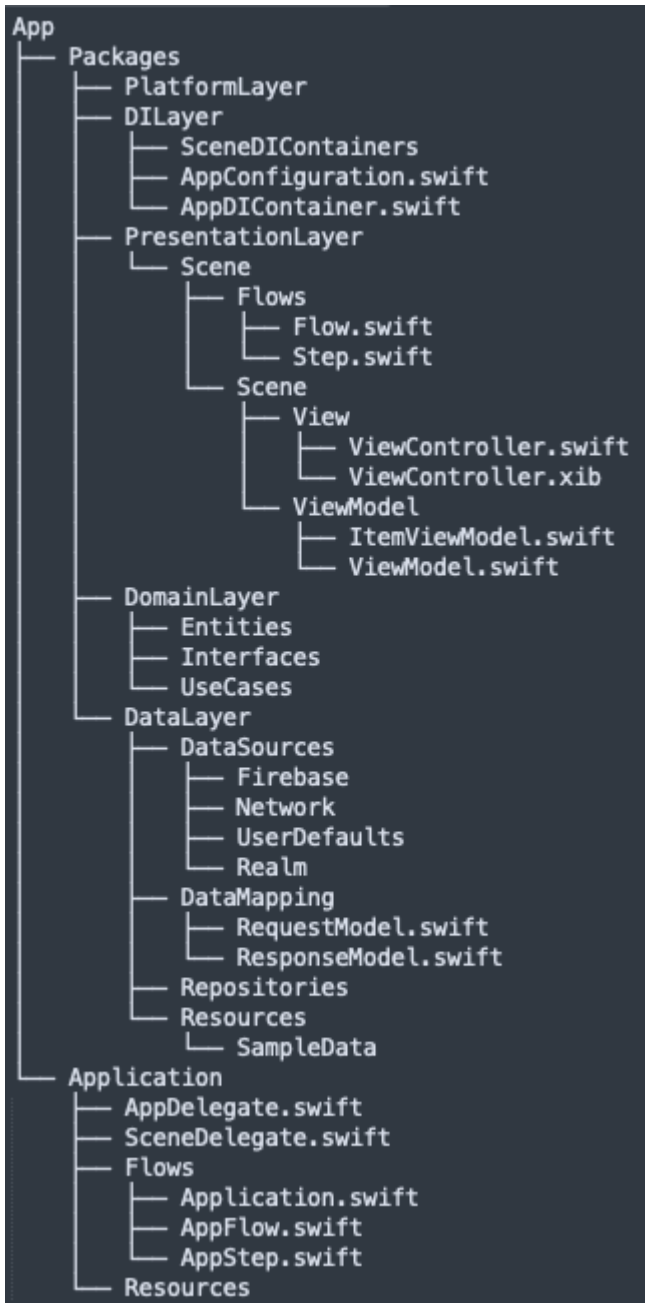 App
├── Packages
│   ├── PlatformLayer
│   ├── DILayer
│   │   ├── SceneDIContainers
│   │   ├── AppConfiguration.swift
│   │   └── AppDIContainer.swift
│   ├── PresentationLayer
│   │   └── Scene
│   │       ├── Flows
│   │       │   ├── Flow.swift
│   │       │   └── Step.swift
│   │       └── Scene
│   │           ├── View
│   │           │   ├── ViewController.swift
│   │           │   └── ViewController.xib
│   │           └── ViewModel
│   │               ├── ItemViewModel.swift
│   │               └── ViewModel.swift
│   ├── DomainLayer
│   │   ├── Entities
│   │   ├── Interfaces
│   │   └── UseCases
│   └── DataLayer
│       ├── DataSources
│       │   ├── Firebase
│       │   ├── Network
│       │   ├── UserDefaults
│       │   └── Realm
│       ├── DataMapping
│       │   ├── RequestModel.swift
│       │   └── ResponseModel.swift
│       ├── Repositories
│       └── Resources
│           └── SampleData
└── Application
    ├── AppDelegate.swift
    ├── SceneDelegate.swift
    ├── Flows
    │   ├── Application.swift
    │   ├── AppFlow.swift
    │   └── AppStep.swift
    └── Resources